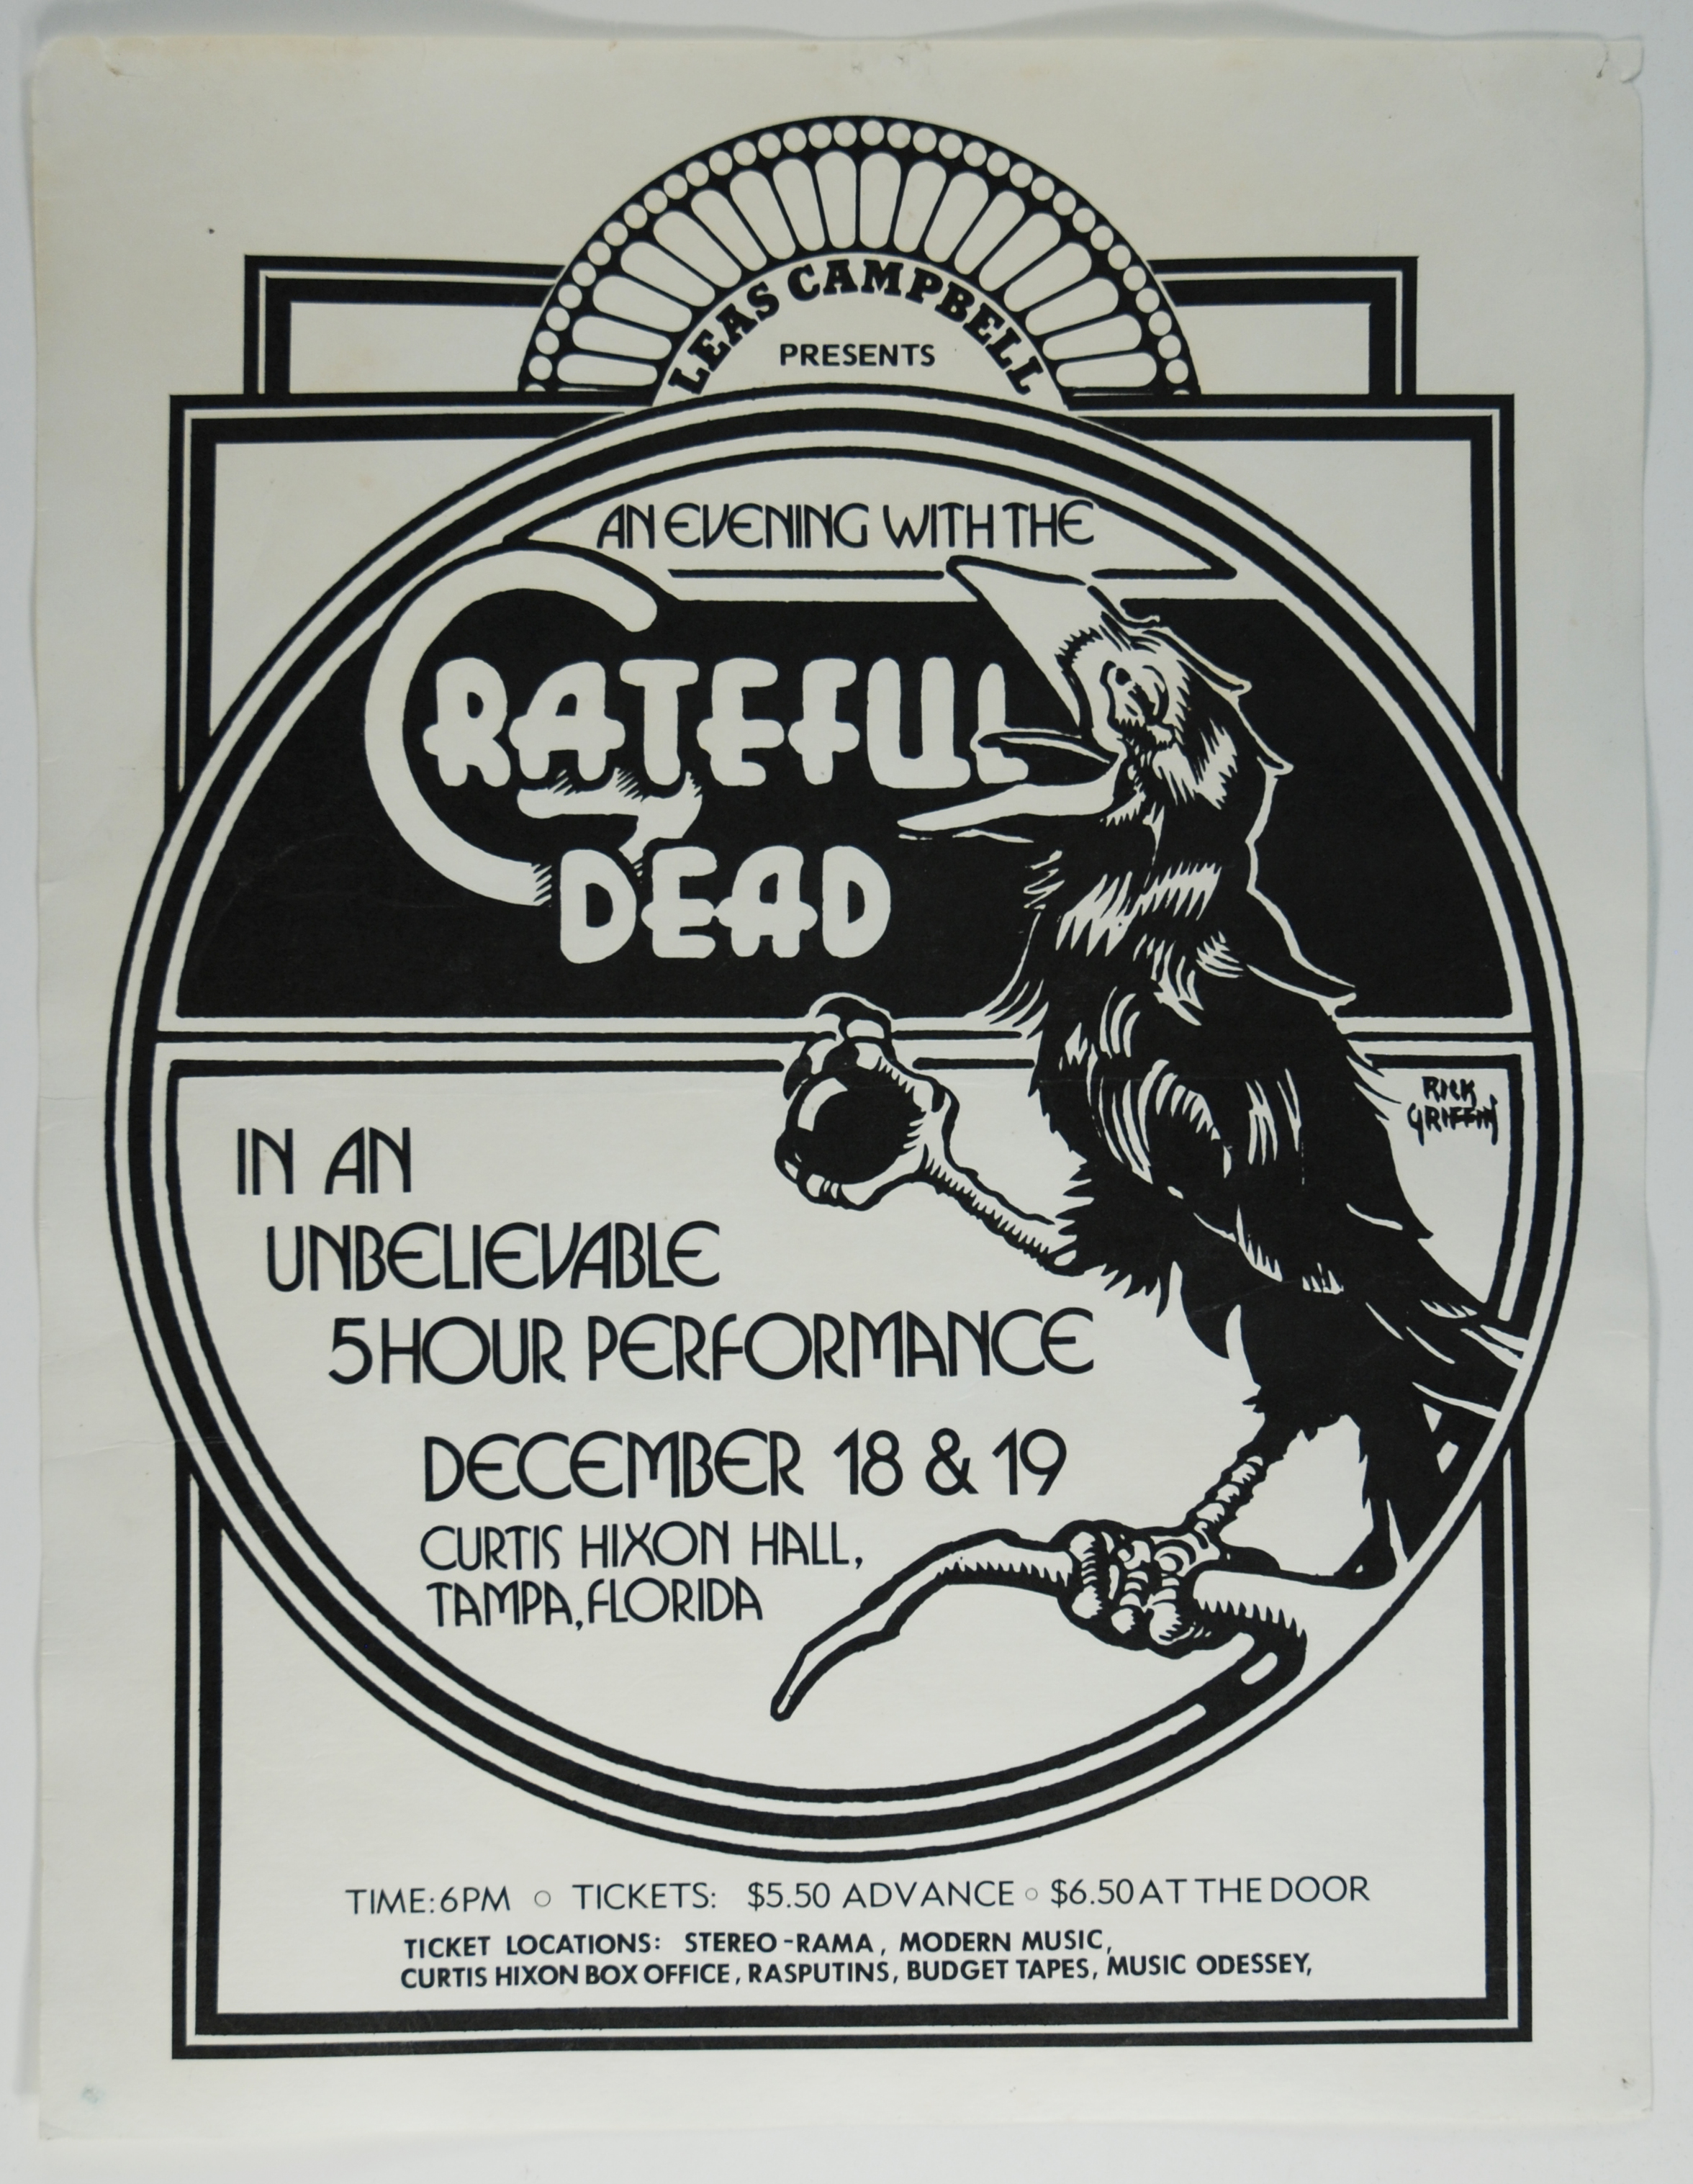 LEAS CAMPBELL
PRESENTS
AN EVENING WITH THE
GRATEFUL
DEAD
RICK
GRIFFIN
IN AN
UNBELIEVABLE
5 HOUR PERFORMANCE
DECEMBER 18 & 19
CURTIS HIXON HALL,
TAMPA, FLORIDA
TIME: 6PM ○ TICKETS: $5.50 ADVANCE ○ $6.50 AT THE DOOR
TICKET LOCATIONS: STEREO-RAMA, MODERN MUSIC,
CURTIS HIXON BOX OFFICE, RASPUTINS, BUDGET TAPES, MUSIC ODESSEY,